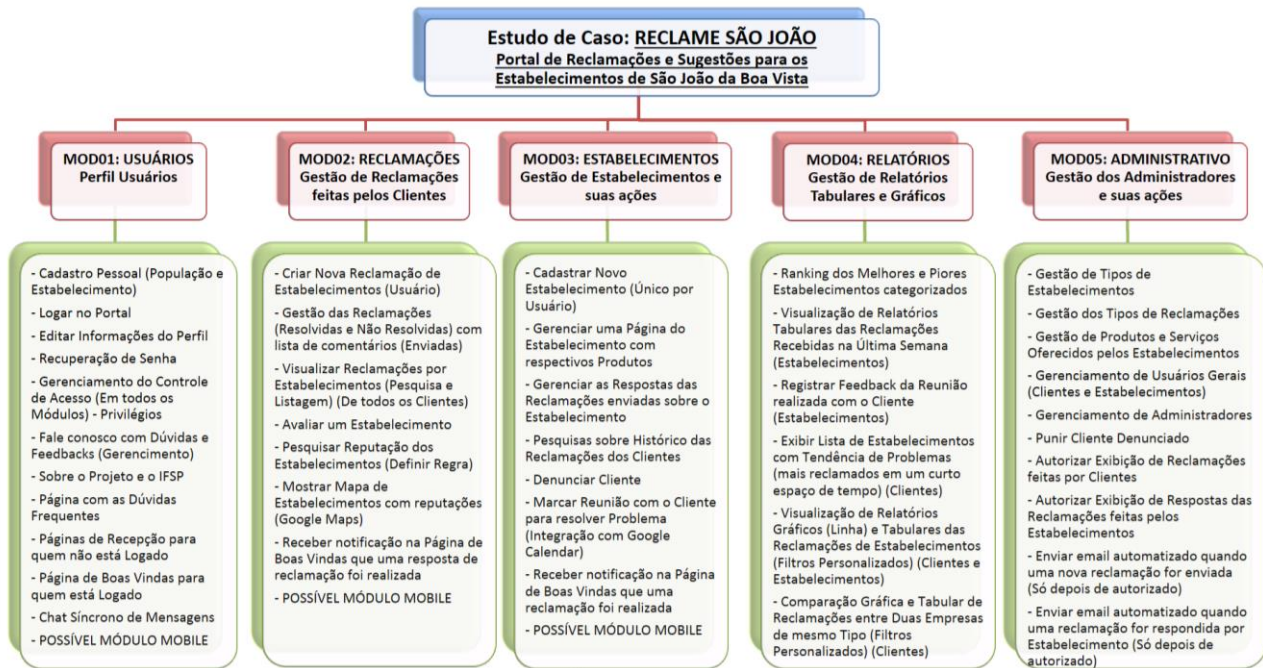 Estudo de Caso: RECLAME SÃO JOÃO
Portal de Reclamações e Sugestões para os
Estabelecimentos de São João da Boa Vista
MOD01: USUÁRIOS
Perfil Usuários
- Cadastro Pessoal (População e
Estabelecimento)
- Logar no Portal
- Editar Informações do Perfil
- Recuperação de Senha
- Gerenciamento do Controle
de Acesso (Em todos os
Módulos) - Privilégios
- Fale conosco com Dúvidas e
Feedbacks (Gerencimento)
- Sobre o Projeto e o IFSP
- Página com as Dúvidas
Frequentes
- Páginas de Recepção para
quem não está Logado
- Página de Boas Vindas para
quem está Logado
- Chat Síncrono de Mensagens
- POSSÍVEL MÓDULO MOBILE
MOD02: RECLAMAÇÕES
Gestão de Reclamações
feitas pelos Clientes
- Criar Nova Reclamação de
Estabelecimentos (Usuário)
- Gestão das Reclamações
(Resolvidas e Não Resolvidas) com
lista de comentários (Enviadas)
- Visualizar Reclamações por
Estabelecimentos (Pesquisa e
Listagem) (De todos os Clientes)
- Avaliar um Estabelecimento
- Pesquisar Reputação dos
Estabelecimentos (Definir Regra)
- Mostrar Mapa de
Estabelecimentos com reputações
(Google Maps)
- Receber notificação na Página de
Boas Vindas que uma resposta de
reclamação foi realizada
- POSSÍVEL MÓDULO MOBILE
MOD03: ESTABELECIMENTOS
Gestão de Estabelecimentos e
suas ações
- Cadastrar Novo
Estabelecimento (Único por
Usuário)
- Gerenciar uma Página do
Estabelecimento com
respectivos Produtos
- Gerenciar as Respostas das
Reclamações enviadas sobre o
Estabelecimento
- Pesquisas sobre Histórico das
Reclamações dos Clientes
- Denunciar Cliente
- Marcar Reunião com o Cliente
para resolver Problema
(Integração com Google
Calendar)
- Receber notificação na Página
de Boas Vindas que uma
reclamação foi realizada
- POSSÍVEL MÓDULO MOBILE
MOD04: RELATÓRIOS
Gestão de Relatórios
Tabulares e Gráficos
- Ranking dos Melhores e Piores
Estabelecimentos categorizados
- Visualização de Relatórios
Tabulares das Reclamações
Recebidas na Última Semana
(Estabelecimentos)
- Registrar Feedback da Reunião
realizada com o Cliente
(Estabelecimentos)
- Exibir Lista de Estabelecimentos
com Tendência de Problemas
(mais reclamados em um curto
espaço de tempo) (Clientes)
- Visualização de Relatórios
Gráficos (Linha) e Tabulares das
Reclamações de Estabelecimentos
(Filtros Personalizados) (Clientes e
Estabelecimentos)
- Comparação Gráfica e Tabular de
Reclamações entre Duas Empresas
de mesmo Tipo (Filtros
Personalizados) (Clientes)
MOD05: ADMINISTRATIVO
Gestão dos Administradores
e suas ações
- Gestão de Tipos de
Estabelecimentos
- Gestão dos Tipos de Reclamações
- Gestão de Produtos e Serviços
Oferecidos pelos Estabelecimentos
- Gerenciamento de Usuários Gerais
(Clientes e Estabelecimentos)
- Gerenciamento de Administradores
- Punir Cliente Denunciado
- Autorizar Exibição de Reclamações
feitas por Clientes
- Autorizar Exibição de Respostas das
Reclamações feitas pelos
Estabelecimentos
- Enviar email automatizado quando
uma nova reclamação for enviada
(Só depois de autorizado)
- Enviar email automatizado quando
uma reclamação for respondida por
Estabelecimento (Só depois de
autorizado)